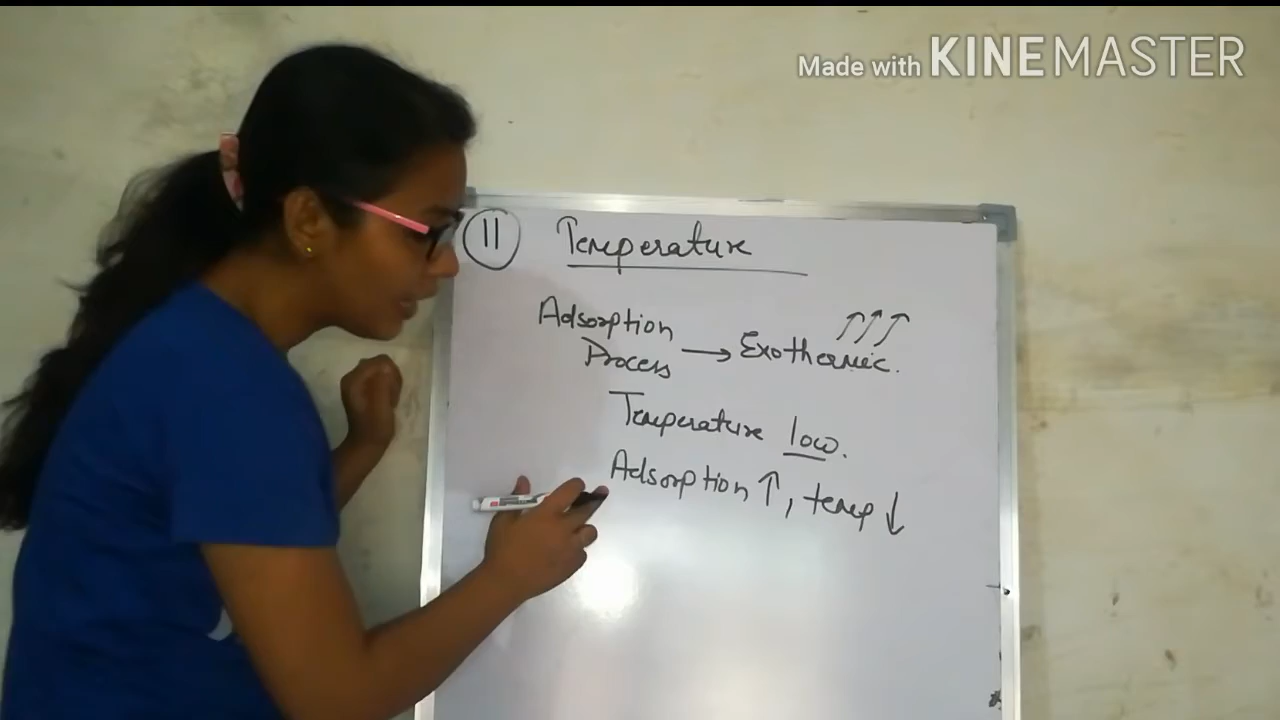 Made with KINEMASTER
11 Temperature
Adsorption
Process → Exothermic.
Temperature low.
Adsorption ↑, temp ↓